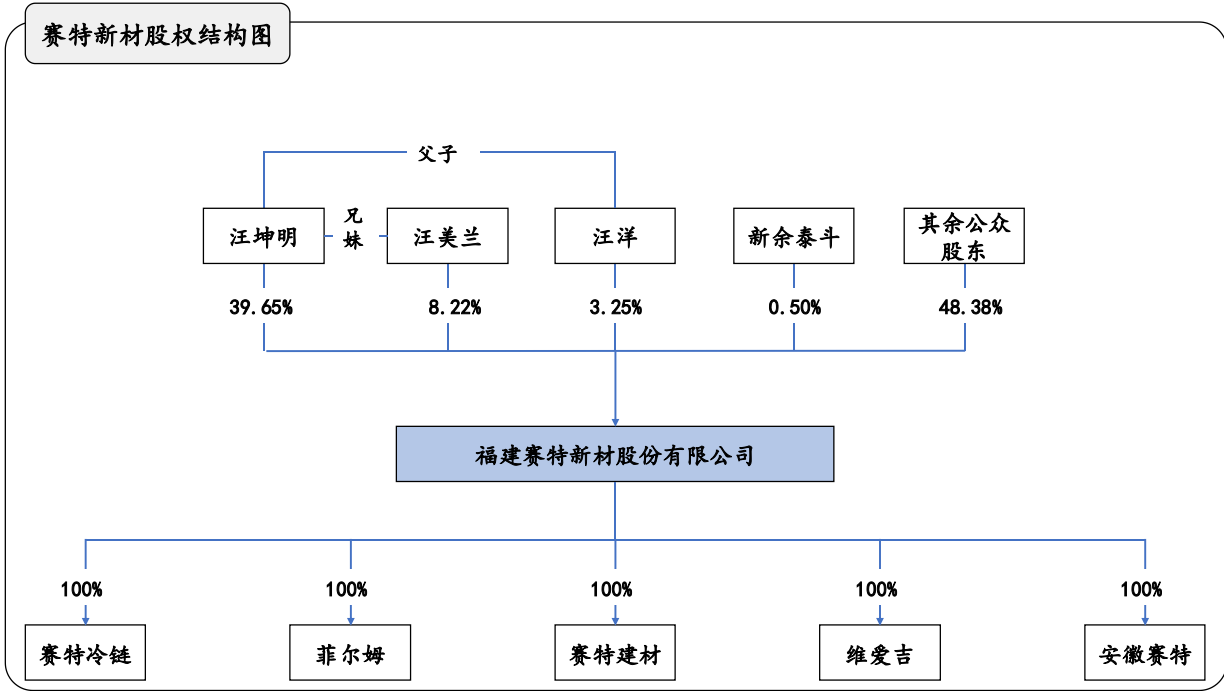 赛特新材股权结构图
父子
汪坤明
兄
妹
汪美兰
汪洋
新余泰斗
其余公众
股东
39.65%
8.22%
3.25%
0.50%
48.38%
福建赛特新材股份有限公司
100%
100%
100%
100%
100%
赛特冷链
菲尔姆
赛特建材
维爱吉
安徽赛特